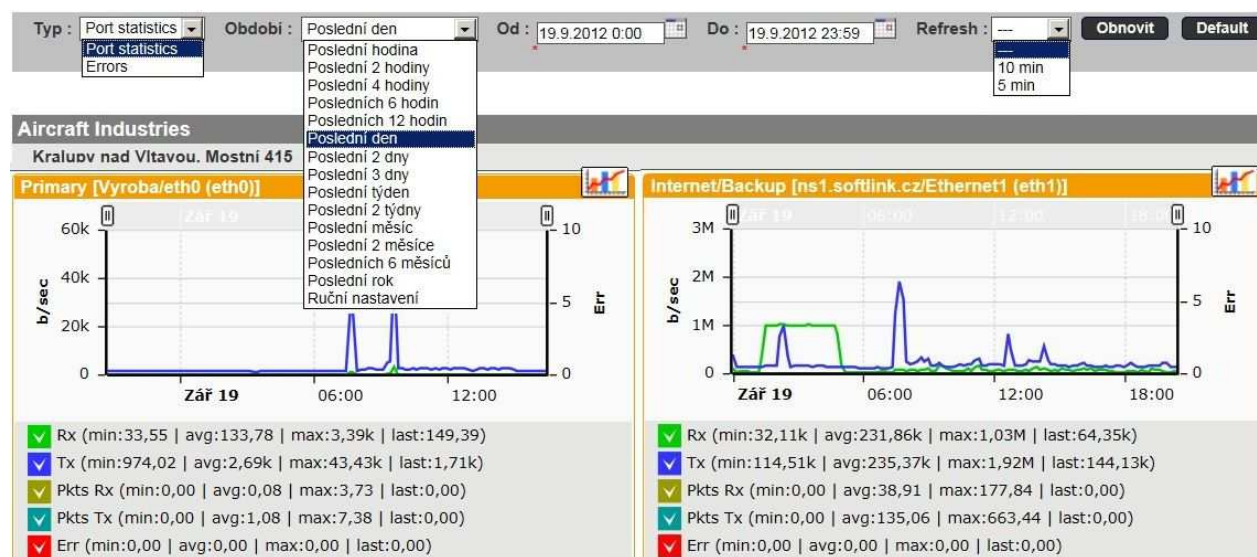 Typ : Port statistics Období : Poslední den Od : 19.9.2012 0:00 Do : 19.9.2012 23:59 Refresh : --- Obnovit Default
Port statistics
Errors
Poslední hodina
Poslední 2 hodiny
Poslední 4 hodiny
Posledních 6 hodin
Posledních 12 hodin
Poslední den
Poslední 2 dny
Poslední 3 dny
Poslední týden
Poslední 2 týdny
Poslední měsíc
Poslední 2 měsíce
Posledních 6 měsíců
Poslední rok
Ruční nastavení
---
10 min
5 min
Aircraft Industries
Kralupy nad Vltavou, Mostní 415
Primary [Vyroba/eth0 (eth0)]
Zář 19
60k
40k
20k
0
b/sec
10
5
0
Err
Zář 19 06:00 12:00
Rx (min:33,55 | avg:133,78 | max:3,39k | last:149,39)
Tx (min:974,02 | avg:2,69k | max:43,43k | last:1,71k)
Pkts Rx (min:0,00 | avg:0,08 | max:3,73 | last:0,00)
Pkts Tx (min:0,00 | avg:1,08 | max:7,38 | last:0,00)
Err (min:0,00 | avg:0,00 | max:0,00 | last:0,00)
Internet/Backup [ns1.softlink.cz/Ethernet1 (eth1)]
Zář 19 06:00 12:00 18:00
3M
2M
1M
0
b/sec
10
5
0
Err
Zář 19 06:00 12:00 18:00
Rx (min:32,11k | avg:231,86k | max:1,03M | last:64,35k)
Tx (min:114,51k | avg:235,37k | max:1,92M | last:144,13k)
Pkts Rx (min:0,00 | avg:38,91 | max:177,84 | last:0,00)
Pkts Tx (min:0,00 | avg:135,06 | max:663,44 | last:0,00)
Err (min:0,00 | avg:0,00 | max:0,00 | last:0,00)